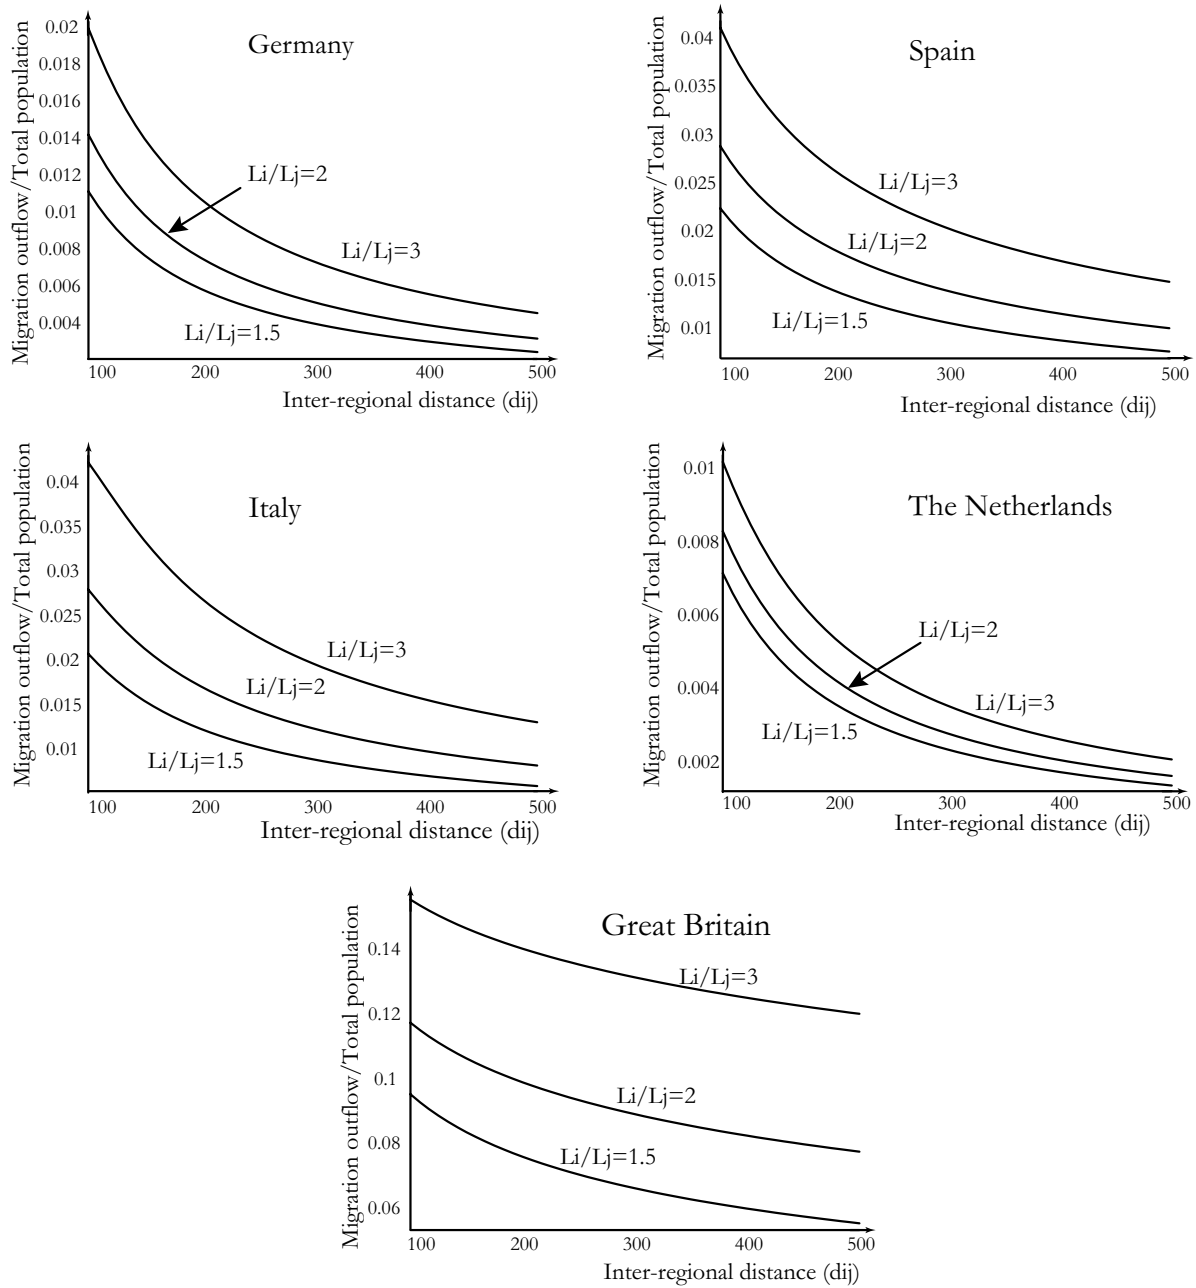 Germany
Migration outflow/Total population
0.02
0.018
0.016
0.014
0.012
0.01
0.008
0.006
0.004
Li/Lj=2
Li/Lj=3
Li/Lj=1.5
100 200 300 400 500
Inter-regional distance (dij)
Spain
Migration outflow/Total population
0.04
0.035
0.03
0.025
0.02
0.015
0.01
Li/Lj=3
Li/Lj=2
Li/Lj=1.5
100 200 300 400 500
Inter-regional distance (dij)
Italy
Migration outflow/Total population
0.04
0.035
0.03
0.025
0.02
0.015
0.01
Li/Lj=3
Li/Lj=2
Li/Lj=1.5
100 200 300 400 500
Inter-regional distance (dij)
The Netherlands
Migration outflow/Total population
0.01
0.008
0.006
0.004
0.002
Li/Lj=2
Li/Lj=3
Li/Lj=1.5
100 200 300 400 500
Inter-regional distance (dij)
Great Britain
Migration outflow/Total population
0.14
0.12
0.1
0.08
0.06
Li/Lj=3
Li/Lj=2
Li/Lj=1.5
100 200 300 400 500
Inter-regional distance (dij)